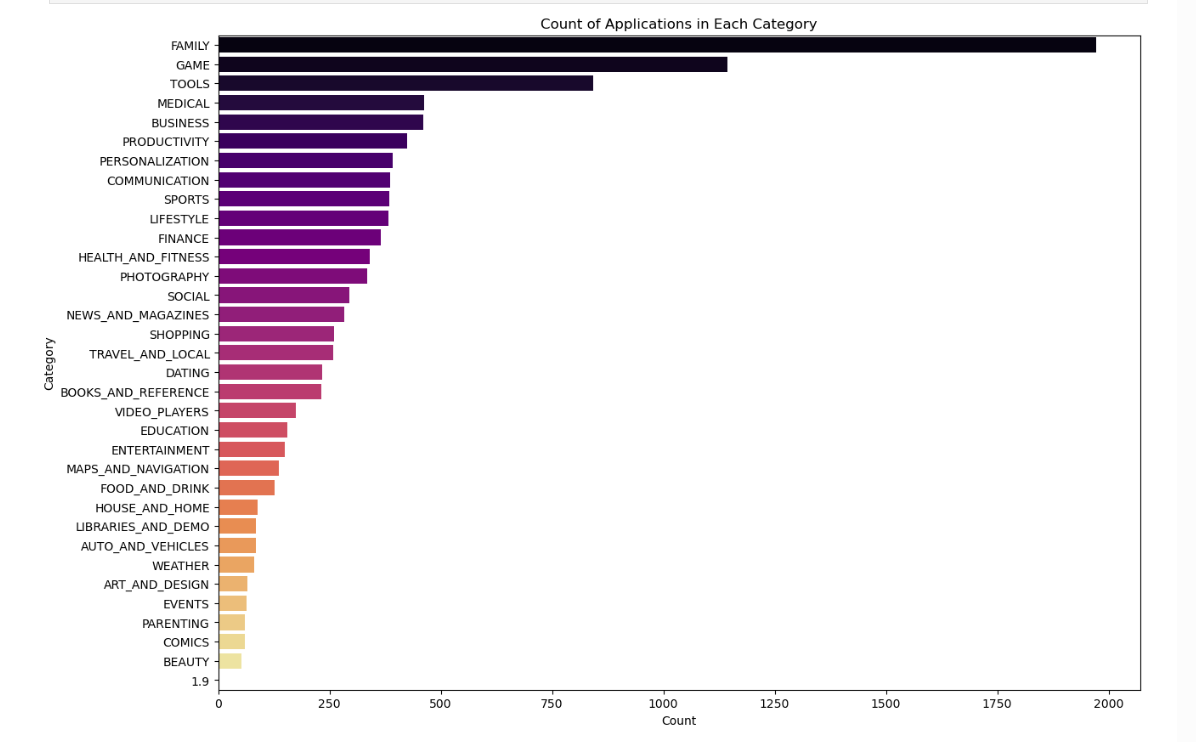 Count of Applications in Each Category
FAMILY
GAME
TOOLS
MEDICAL
BUSINESS
PRODUCTIVITY
PERSONALIZATION
COMMUNICATION
SPORTS
LIFESTYLE
FINANCE
HEALTH_AND_FITNESS
PHOTOGRAPHY
SOCIAL
NEWS_AND_MAGAZINES
SHOPPING
TRAVEL_AND_LOCAL
DATING
BOOKS_AND_REFERENCE
VIDEO_PLAYERS
EDUCATION
ENTERTAINMENT
MAPS_AND_NAVIGATION
FOOD_AND_DRINK
HOUSE_AND_HOME
LIBRARIES_AND_DEMO
AUTO_AND_VEHICLES
WEATHER
ART_AND_DESIGN
EVENTS
PARENTING
COMICS
BEAUTY
1.9
Category
0 250 500 750 1000 1250 1500 1750 2000
Count